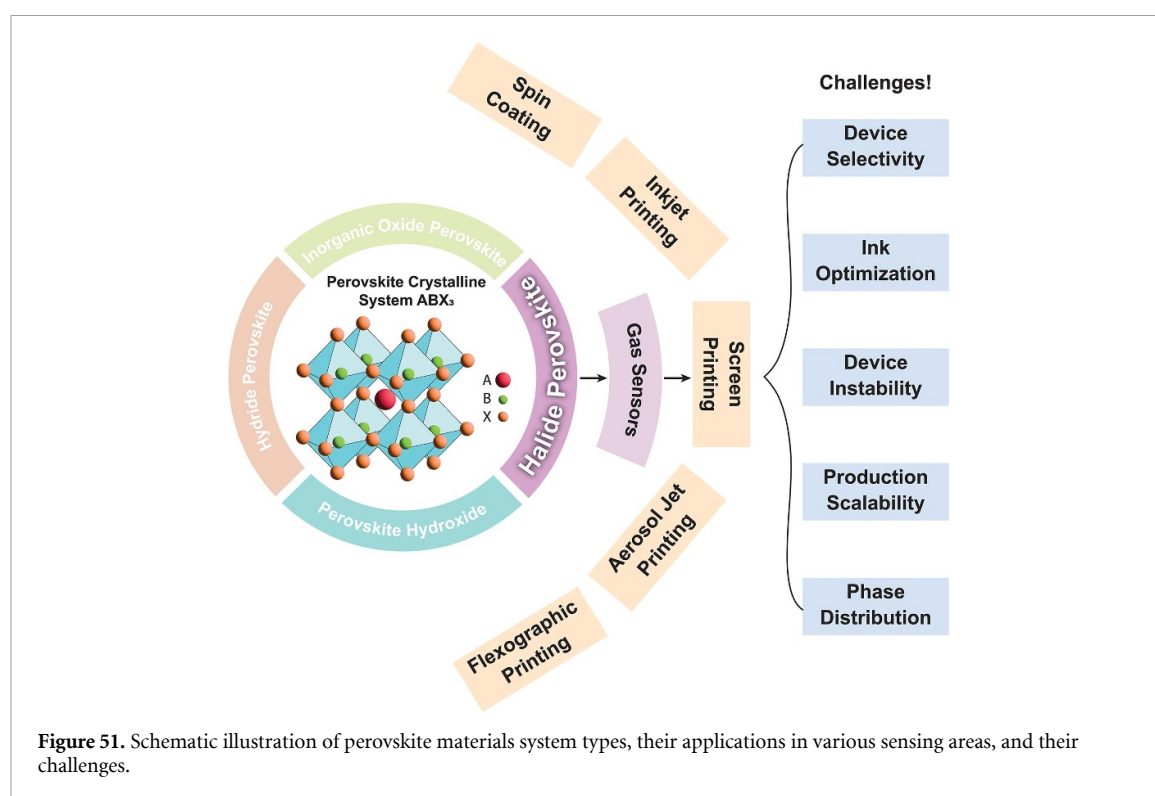 Spin
Coating
Inkjet
Printing
Challenges!
Device
Selectivity
Ink
Optimization
Device
Instability
Production
Scalability
Phase
Distribution
Inorganic Oxide Perovskite
Hydride Perovskite
Perovskite Crystalline
System ABX₃
A
B
X
Halide Perovskite
Perovskite Hydroxide
Gas Sensors
Screen
Printing
Aerosol Jet
Printing
Flexographic
Printing
Figure 51. Schematic illustration of perovskite materials system types, their applications in various sensing areas, and their
challenges.